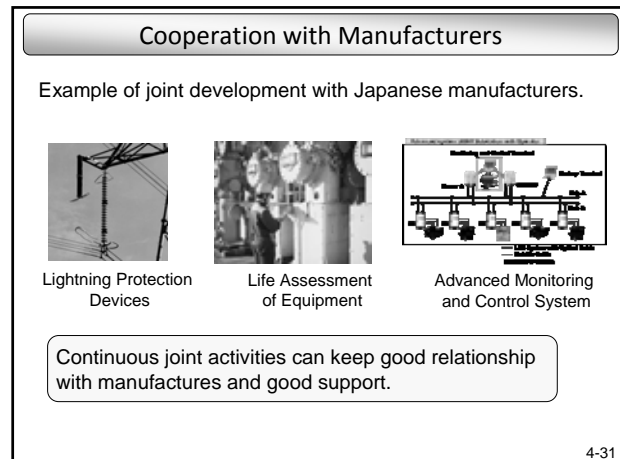 Cooperation with Manufacturers
Example of joint development with Japanese manufacturers.
Lightning Protection
Devices
Life Assessment
of Equipment
Advanced Monitoring
and Control System
Continuous joint activities can keep good relationship
with manufactures and good support.
4-31